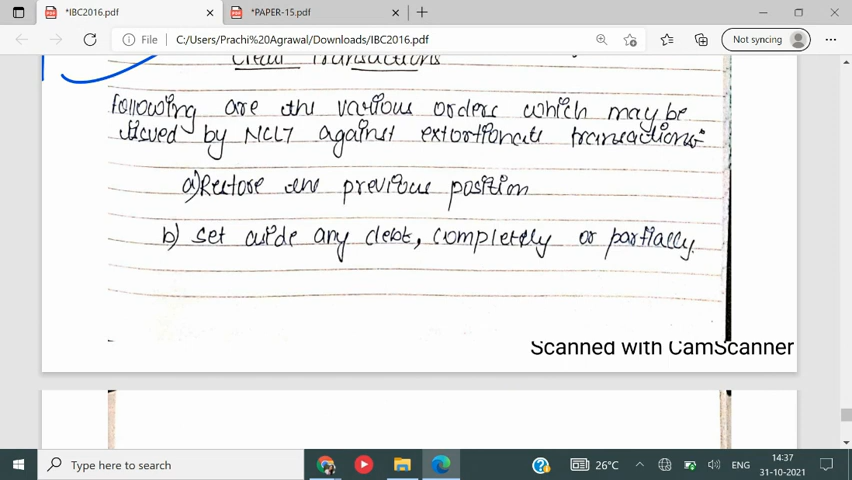 *IBC2016.pdf
*PAPER-15.pdf
File
C:/Users/Prachi%20Agrawal/Downloads/IBC2016.pdf
Not syncing
Transactions
Following are the various orders which may be
issued by NCLT against extortionate transactions
a) Restore the previous position
b) set aside any debt, completely or partially.
Scanned with CamScanner
Type here to search
26°C
ENG
14:37
31-10-2021